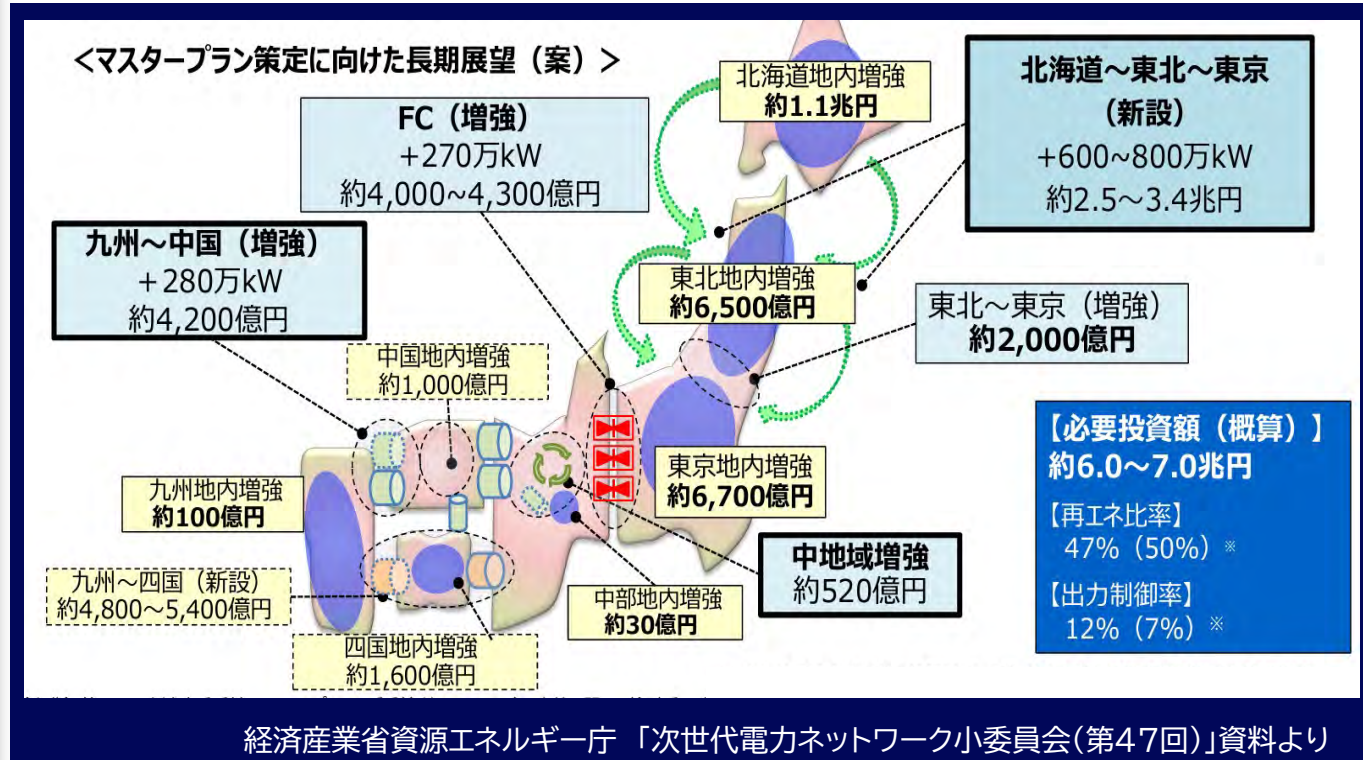 <マスタープラン策定に向けた長期展望（案）>
北海道地内増強
約1.1兆円
北海道～東北～東京
（新設）
+600~800万kW
約2.5～3.4兆円
FC（増強）
+270万kW
約4,000~4,300億円
九州～中国（増強）
+280万kW
約4,200億円
東北地内増強
約6,500億円
東北～東京（増強）
約2,000億円
中国地内増強
約1,000億円
【必要投資額（概算）】
約6.0～7.0兆円
【再エネ比率】
47%（50%）※
【出力制御率】
12%（7%）※
九州地内増強
約100億円
東京地内増強
約6,700億円
中地域増強
約520億円
九州～四国（新設）
約4,800～5,400億円
中部地内増強
約30億円
四国地内増強
約1,600億円
経済産業省資源エネルギー庁 「次世代電力ネットワーク小委員会(第47回)」資料より